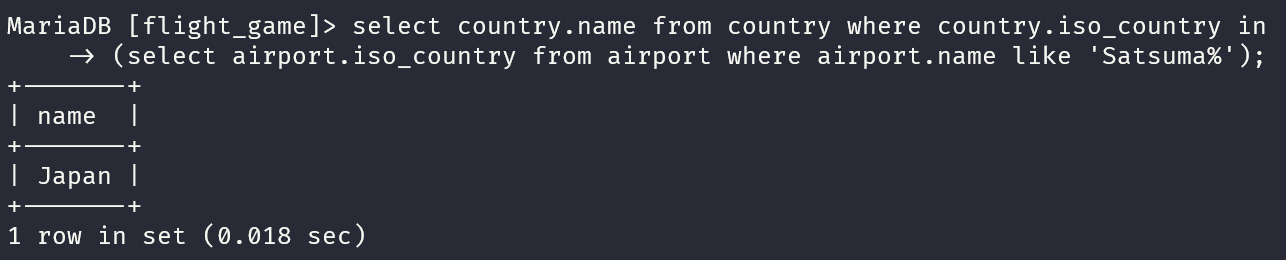 MariaDB [flight_game]> select country.name from country where country.iso_country in
    -> (select airport.iso_country from airport where airport.name like 'Satsuma%');
+-------+
| name  |
+-------+
| Japan |
+-------+
1 row in set (0.018 sec)